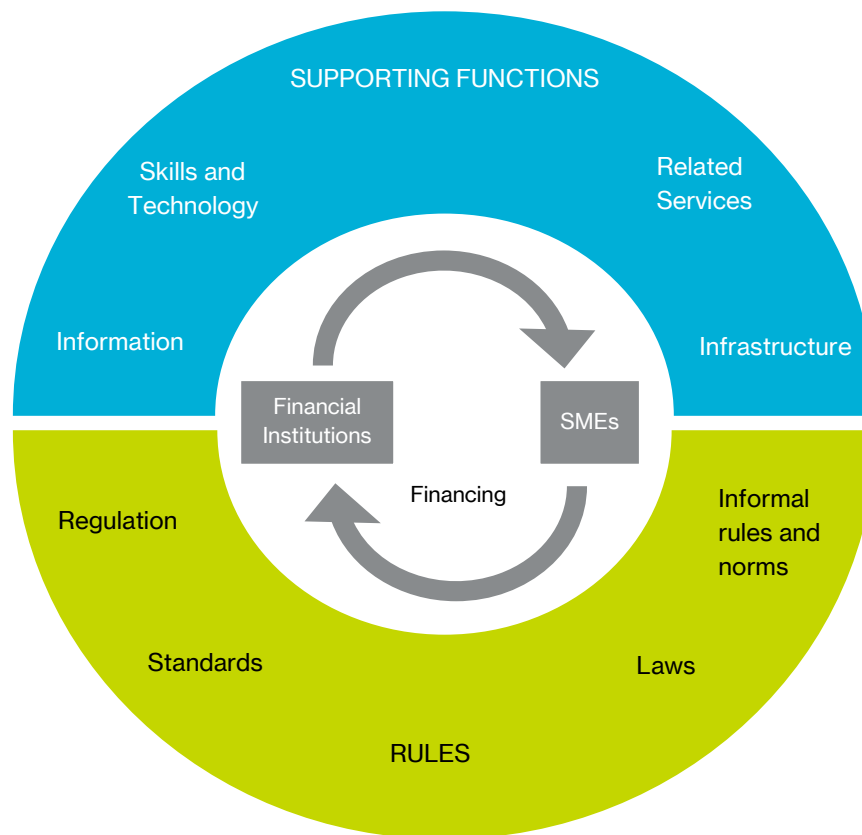 SUPPORTING FUNCTIONS
Skills and
Technology
Related
Services
Information
Infrastructure
Financial
Institutions
SMEs
Financing
Regulation
Informal
rules and
norms
Standards
Laws
RULES